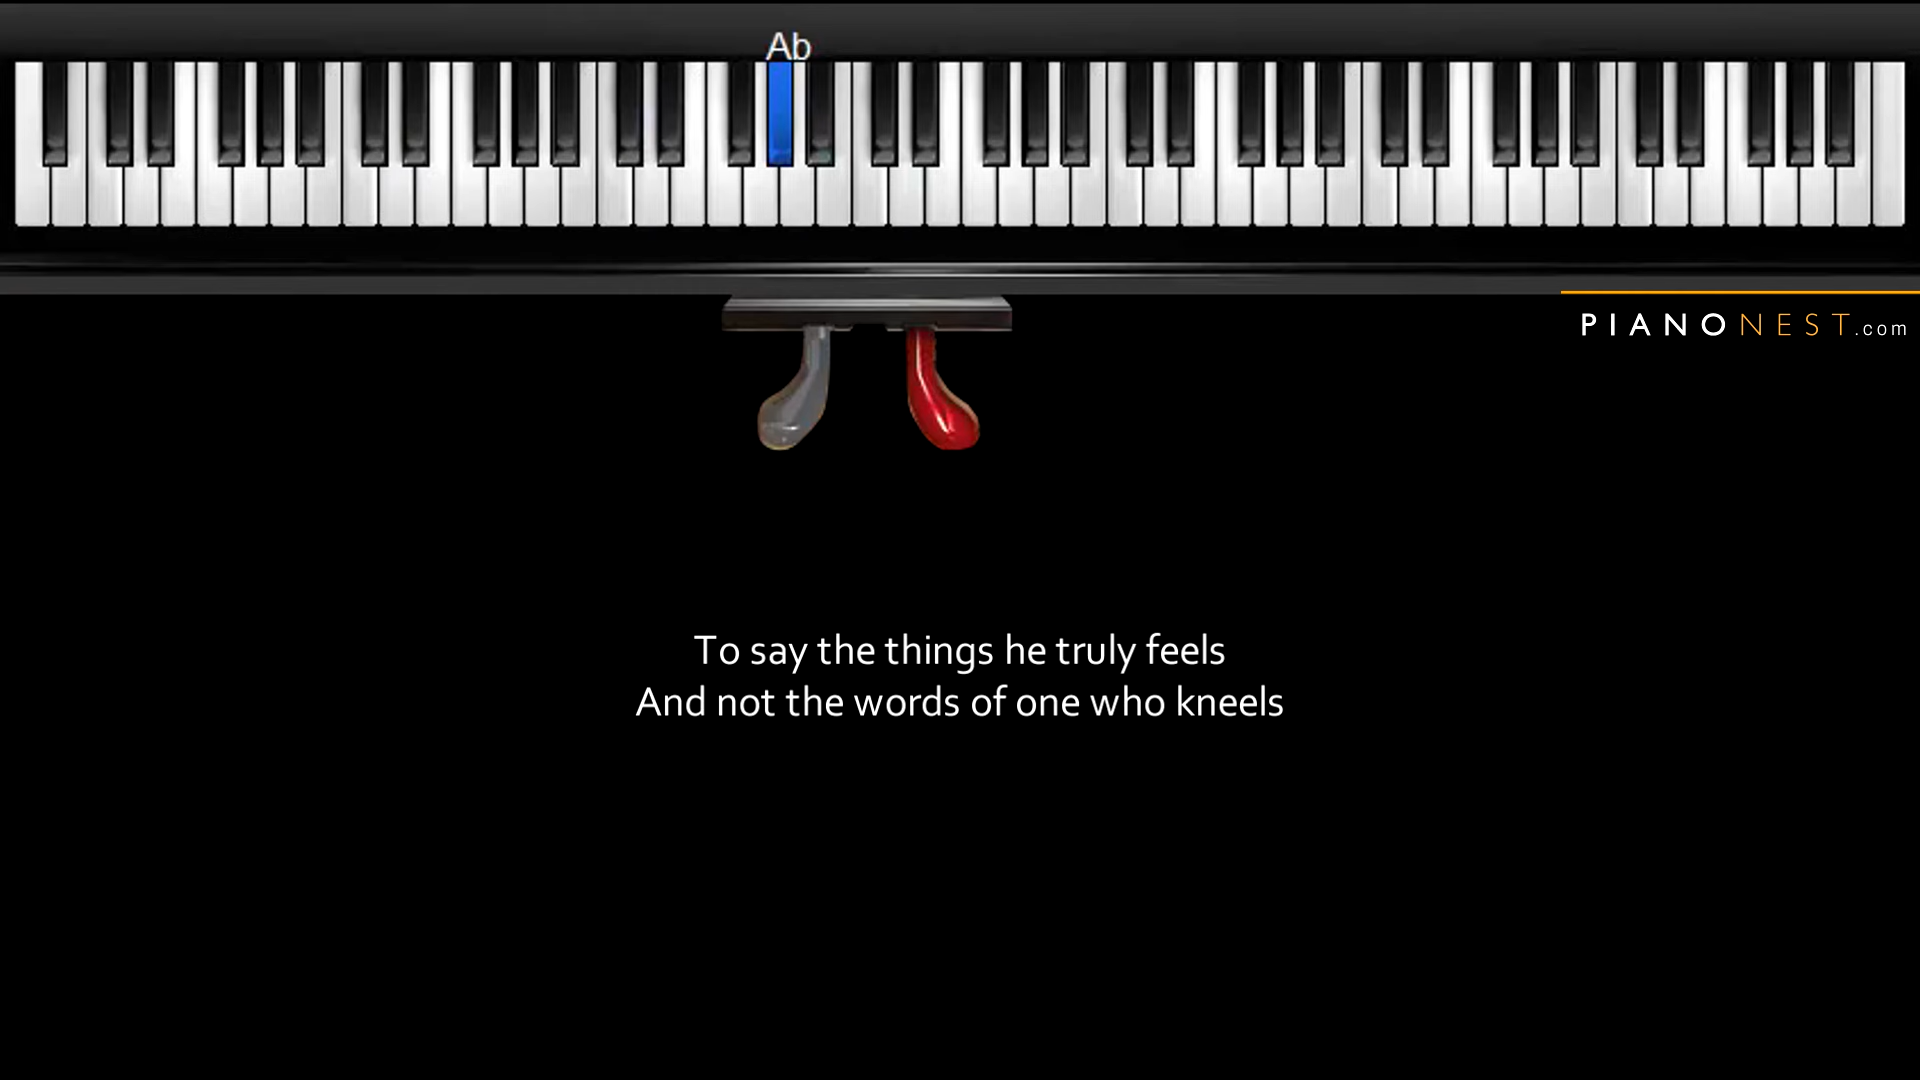 Ab
PIANONEST.com
To say the things he truly feels
And not the words of one who kneels